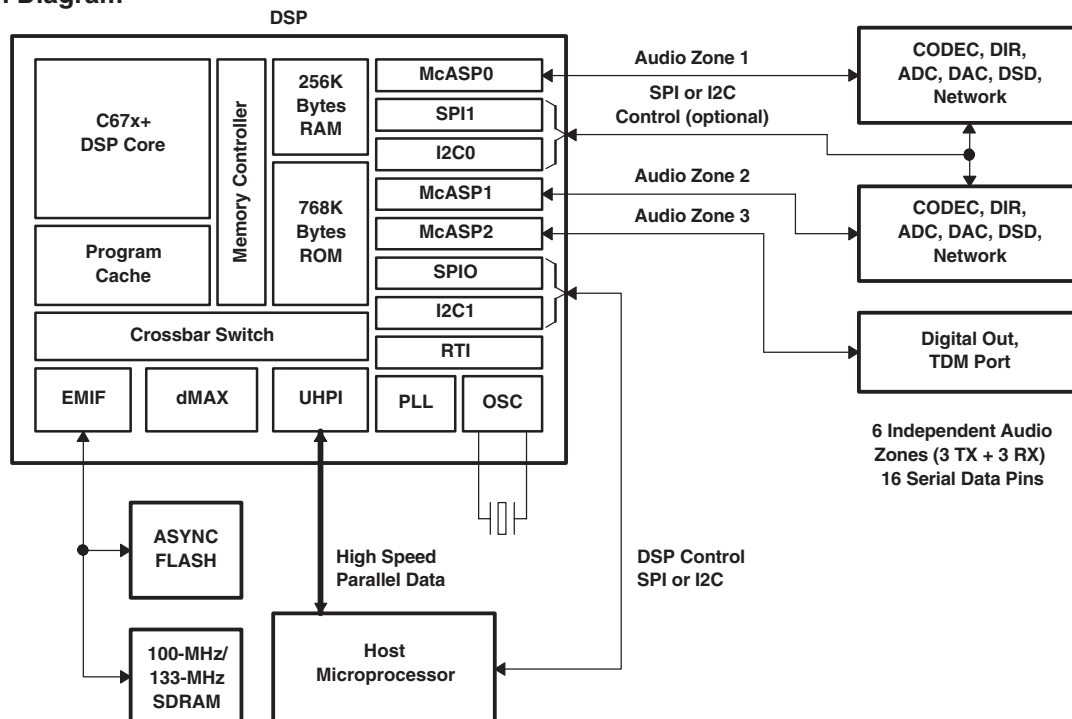 Diagram
DSP
C67x+
DSP Core
Program
Cache
Memory Controller
256K
Bytes
RAM
768K
Bytes
ROM
McASP0
SPI1
I2C0
McASP1
McASP2
SPIO
I2C1
RTI
Crossbar Switch
EMIF
dMAX
UHPI
PLL
OSC
Audio Zone 1
SPI or I2C
Control (optional)
Audio Zone 2
Audio Zone 3
CODEC, DIR,
ADC, DAC, DSD,
Network
CODEC, DIR,
ADC, DAC, DSD,
Network
Digital Out,
TDM Port
6 Independent Audio
Zones (3 TX + 3 RX)
16 Serial Data Pins
ASYNC
FLASH
High Speed
Parallel Data
DSP Control
SPI or I2C
100-MHz/
133-MHz
SDRAM
Host
Microprocessor